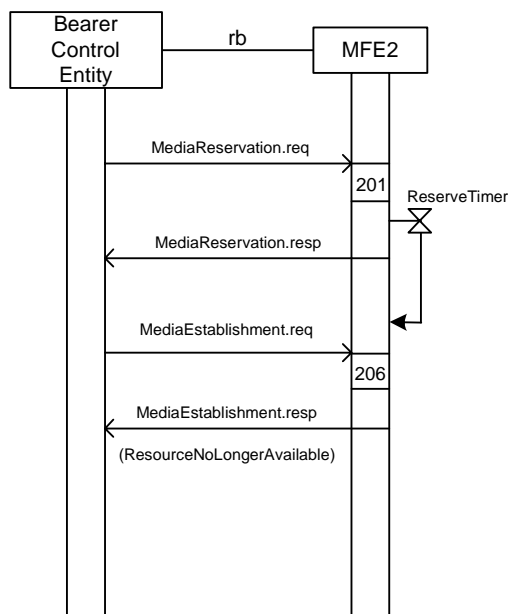 Bearer
Control
Entity
rb
MFE2
MediaReservation.req
201
ReserveTimer
MediaReservation.resp
MediaEstablishment.req
206
MediaEstablishment.resp
(ResourceNoLongerAvailable)